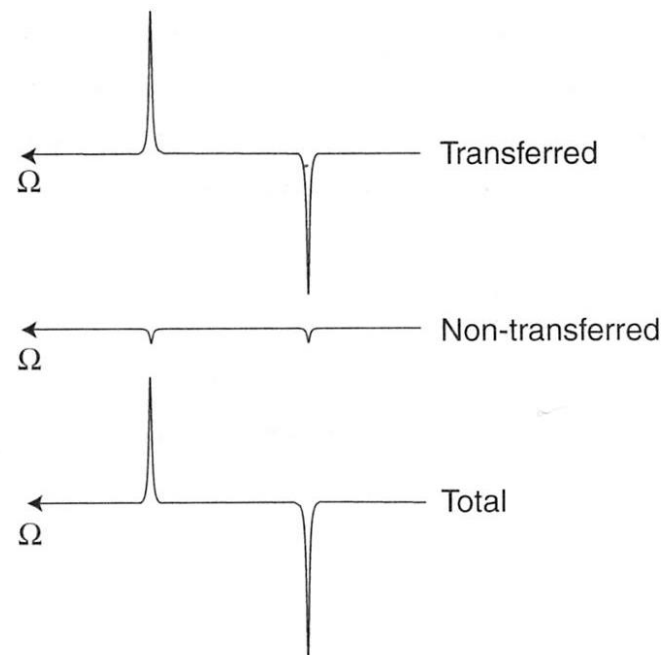 Transferred
Ω
Non-transferred
Ω
Total
Ω